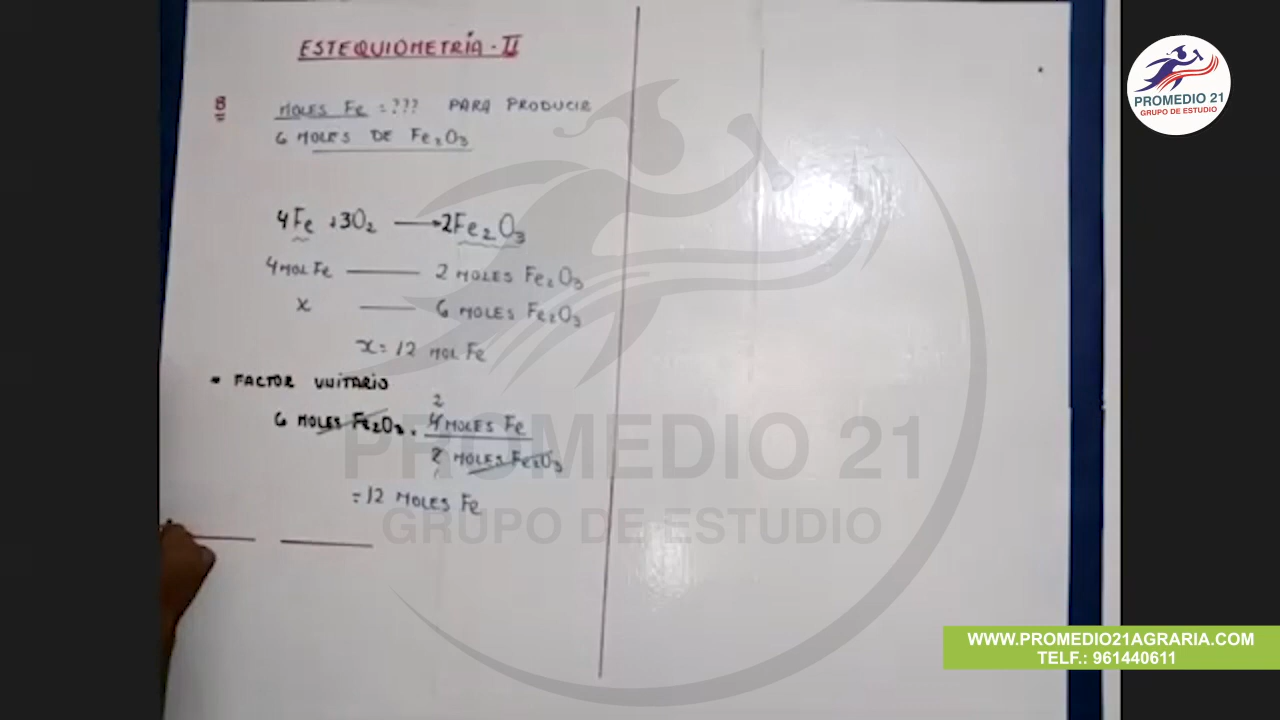 ESTEQUIOMETRÍA - II
8
MOLES Fe = ??? PARA PRODUCIR
6 MOLES DE Fe₂O₃
4Fe + 3O₂ → 2Fe₂O₃
4 MOL Fe — 2 MOLES Fe₂O₃
x — 6 MOLES Fe₂O₃
x = 12 MOL Fe
* FACTOR UNITARIO
2
6 MOLES Fe₂O₃ . 4 MOLES Fe
2 MOLES Fe₂O₃
1
= 12 MOLES Fe
PROMEDIO 21
GRUPO DE ESTUDIO
PROMEDIO 21
GRUPO DE ESTUDIO
WWW.PROMEDIO21AGRARIA.COM
TELF.: 961440611